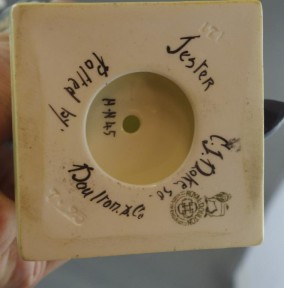 Jester
C.J. Noke Sc.
Doulton & Co
Potted by.
HN45